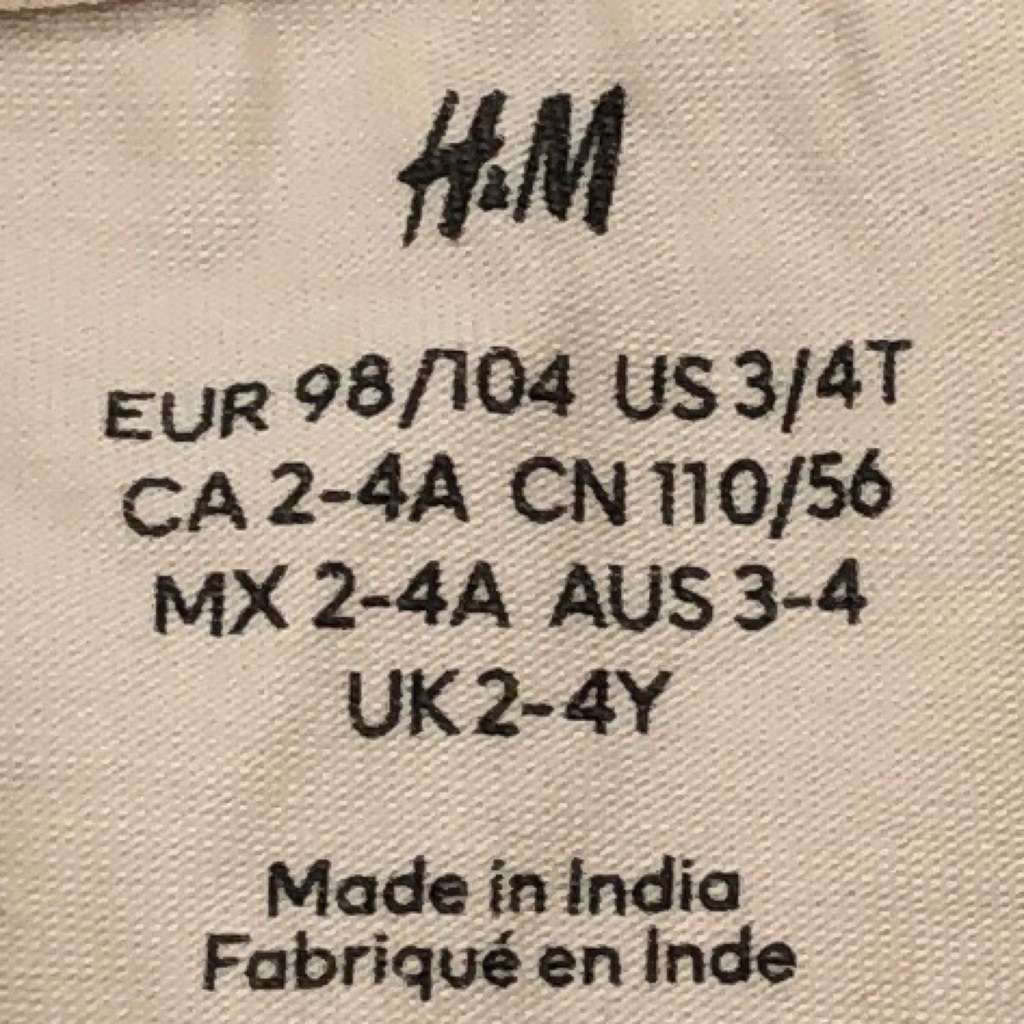 H&M
EUR 98/104 US 3/4T
CA 2-4A CN 110/56
MX 2-4A AUS 3-4
UK 2-4Y
Made in India
Fabriqué en Inde